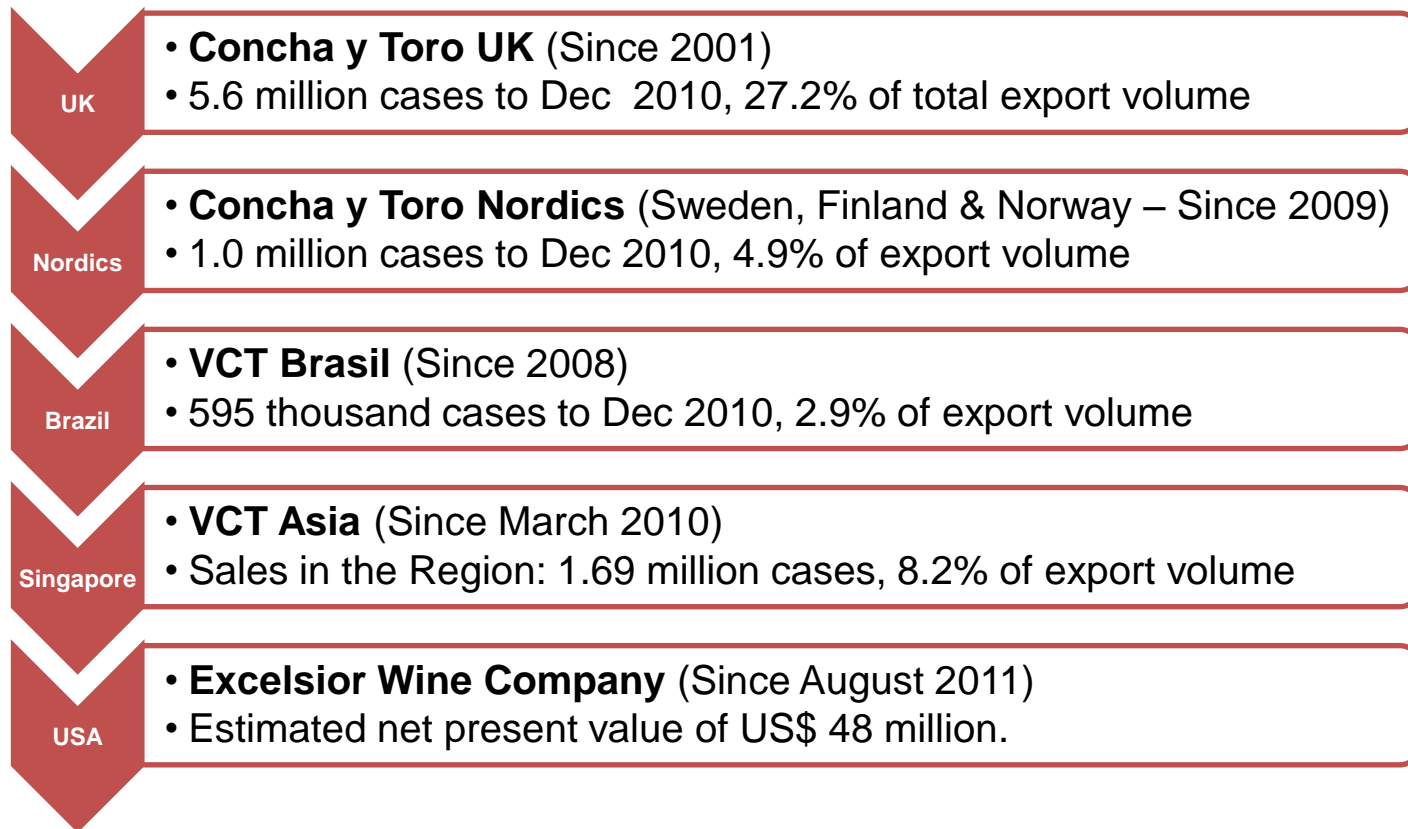 UK
• Concha y Toro UK (Since 2001)
• 5.6 million cases to Dec  2010, 27.2% of total export volume
Nordics
• Concha y Toro Nordics (Sweden, Finland & Norway – Since 2009)
• 1.0 million cases to Dec 2010, 4.9% of export volume
Brazil
• VCT Brasil (Since 2008)
• 595 thousand cases to Dec 2010, 2.9% of export volume
Singapore
• VCT Asia (Since March 2010)
• Sales in the Region: 1.69 million cases, 8.2% of export volume
USA
• Excelsior Wine Company (Since August 2011)
• Estimated net present value of US$ 48 million.